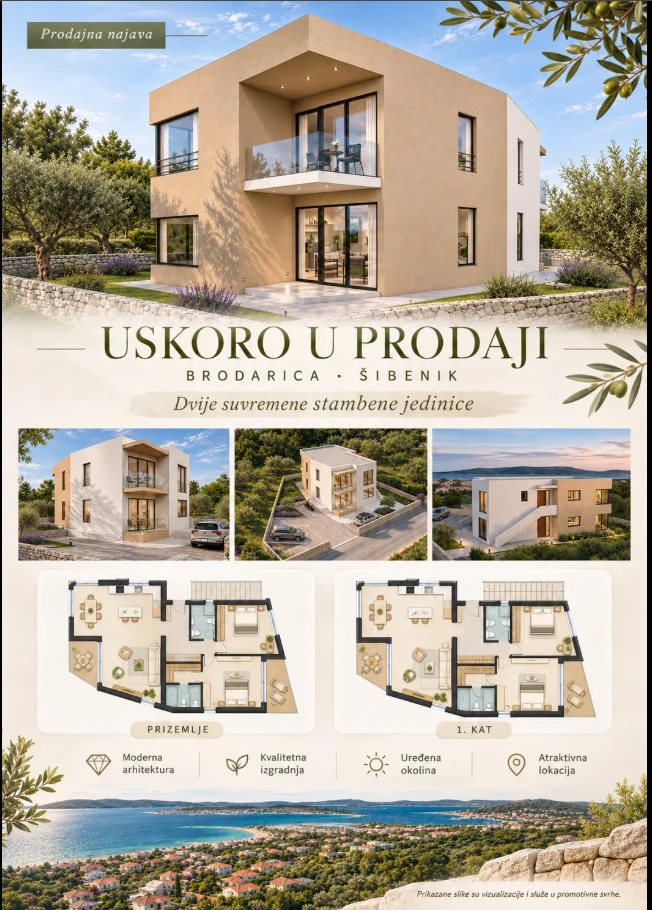 Prodajna najava
USKORO U PRODAJI
BRODARICA • ŠIBENIK
Dvije suvremene stambene jedinice
PRIZEMLJE
1. KAT
Moderna
arhitektura
Kvalitetna
izgradnja
Uređena
okolina
Atraktivna
lokacija
Prikazane slike su vizualizacije i služe u promotivne svrhe.